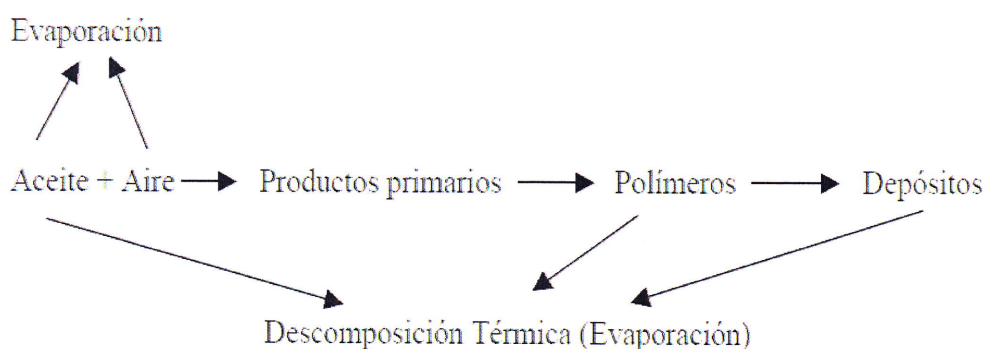 Evaporación
Aceite + Aire Productos primarios Polímeros Depósitos
Descomposición Térmica (Evaporación)